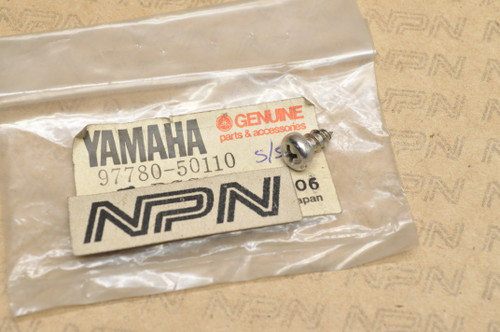 YAMAHA
GENUINE
parts & accessories
97780-50110
S/S
06
Japan
NPN